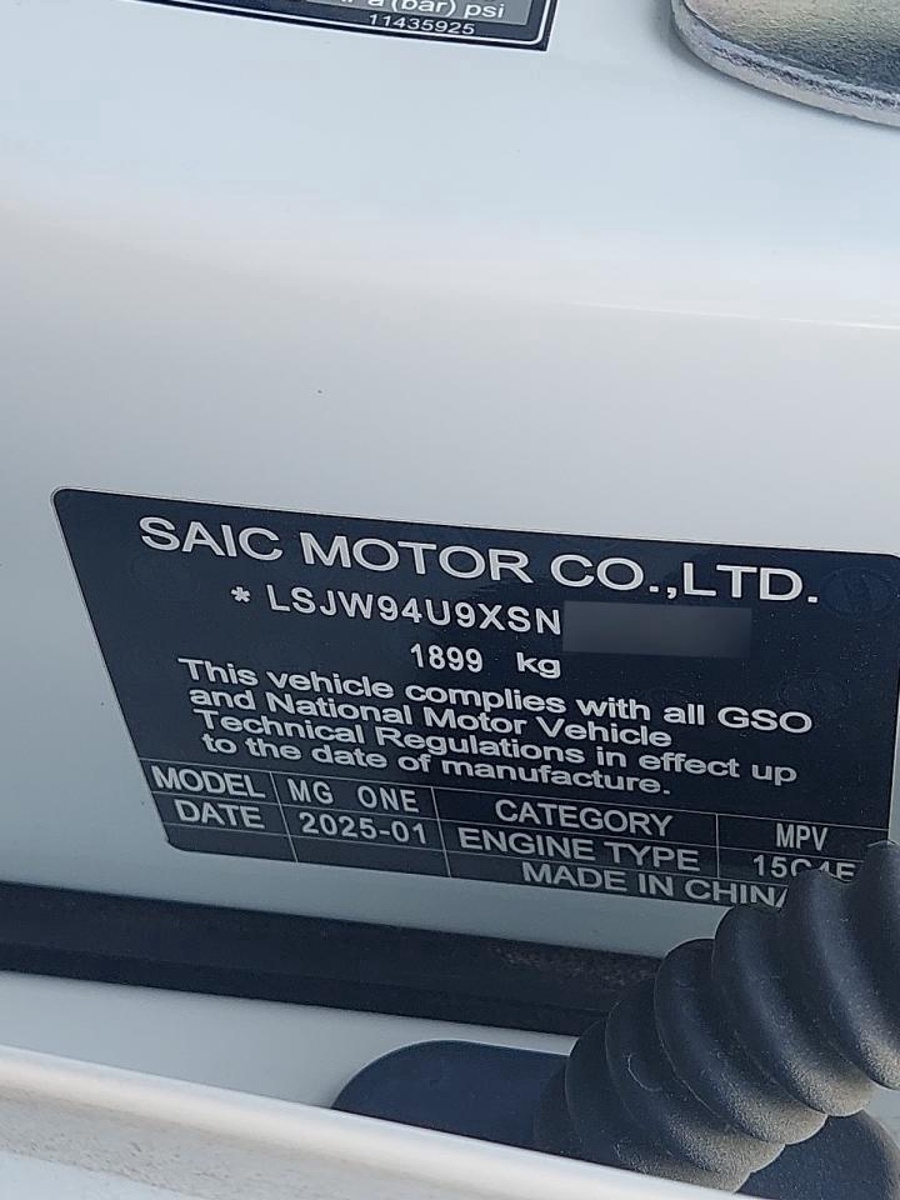 (bar) psi
11435925
SAIC MOTOR CO.,LTD.
* LSJW94U9XSN
1899 kg
This vehicle complies with all GSO
and National Motor Vehicle
Technical Regulations in effect up
to the date of manufacture.
MODEL MG ONE CATEGORY MPV
DATE 2025-01 ENGINE TYPE
MADE IN